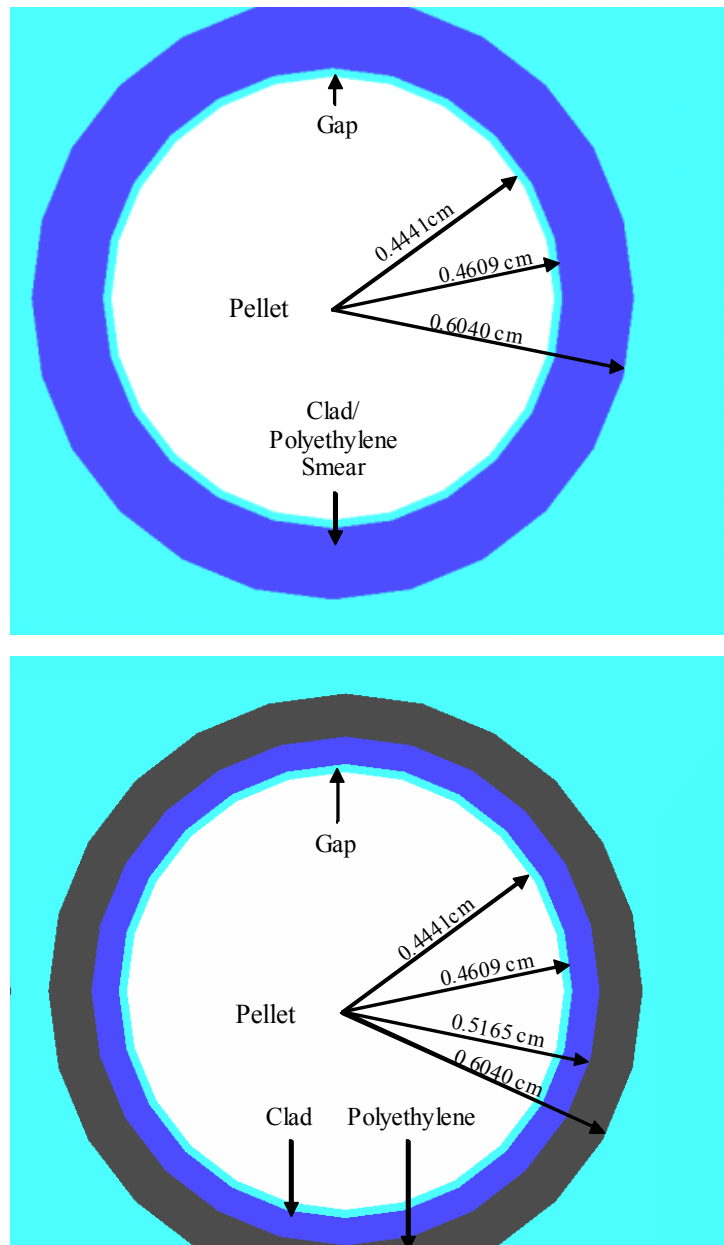 Gap
0.4441cm
0.4609 cm
Pellet
0.6040 cm
Clad/
Polyethylene
Smear
Gap
0.4441cm
0.4609 cm
Pellet
0.5165 cm
0.6040 cm
Clad
Polyethylene